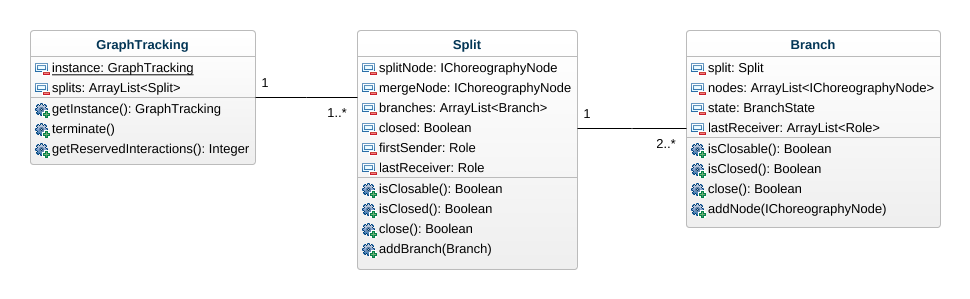 GraphTracking
instance: GraphTracking
splits: ArrayList<Split>
getInstance(): GraphTracking
terminate()
getReservedInteractions(): Integer
1
1..*
Split
splitNode: IChoreographyNode
mergeNode: IChoreographyNode
branches: ArrayList<Branch>
closed: Boolean
firstSender: Role
lastReceiver: Role
isClosable(): Boolean
isClosed(): Boolean
close(): Boolean
addBranch(Branch)
1
2..*
Branch
split: Split
nodes: ArrayList<IChoreographyNode>
state: BranchState
lastReceiver: ArrayList<Role>
isClosable(): Boolean
isClosed(): Boolean
close(): Boolean
addNode(IChoreographyNode)